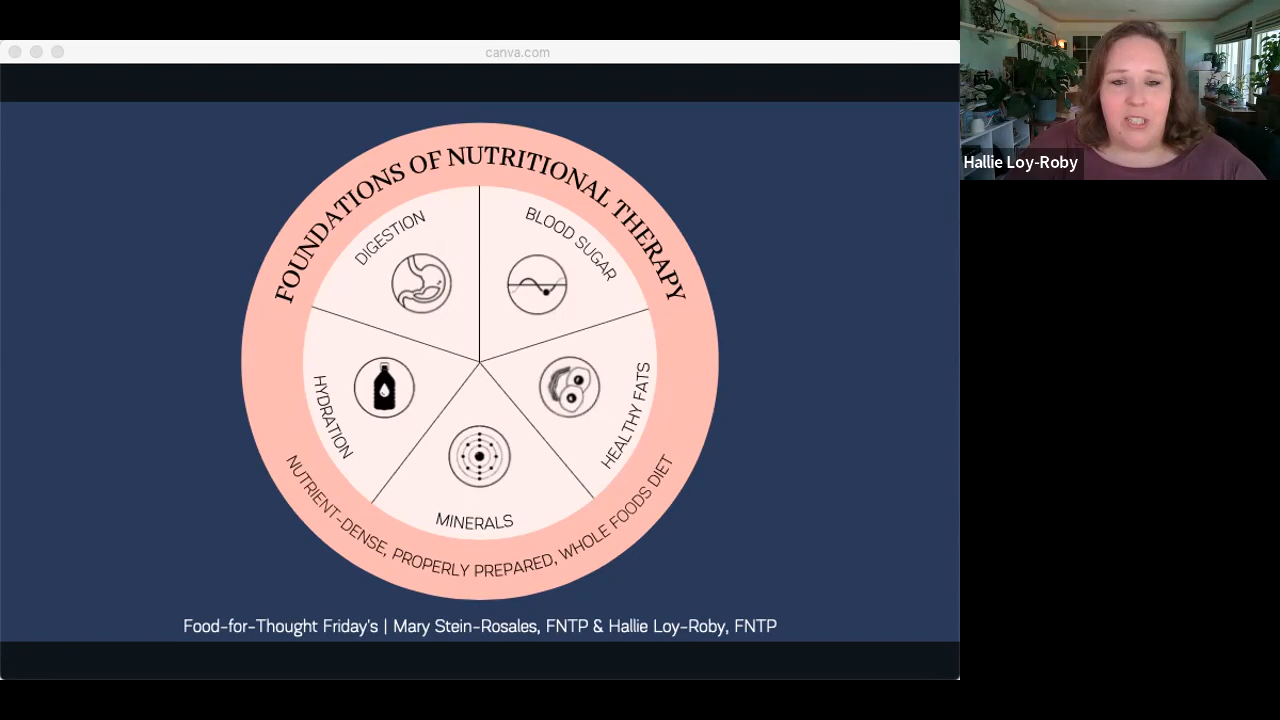 canva.com
FOUNDATIONS OF NUTRITIONAL THERAPY
DIGESTION
BLOOD SUGAR
HYDRATION
HEALTHY FATS
MINERALS
NUTRIENT-DENSE, PROPERLY PREPARED, WHOLE FOODS DIET
Food-for-Thought Friday's | Mary Stein-Rosales, FNTP & Hallie Loy-Roby, FNTP
Hallie Loy-Roby